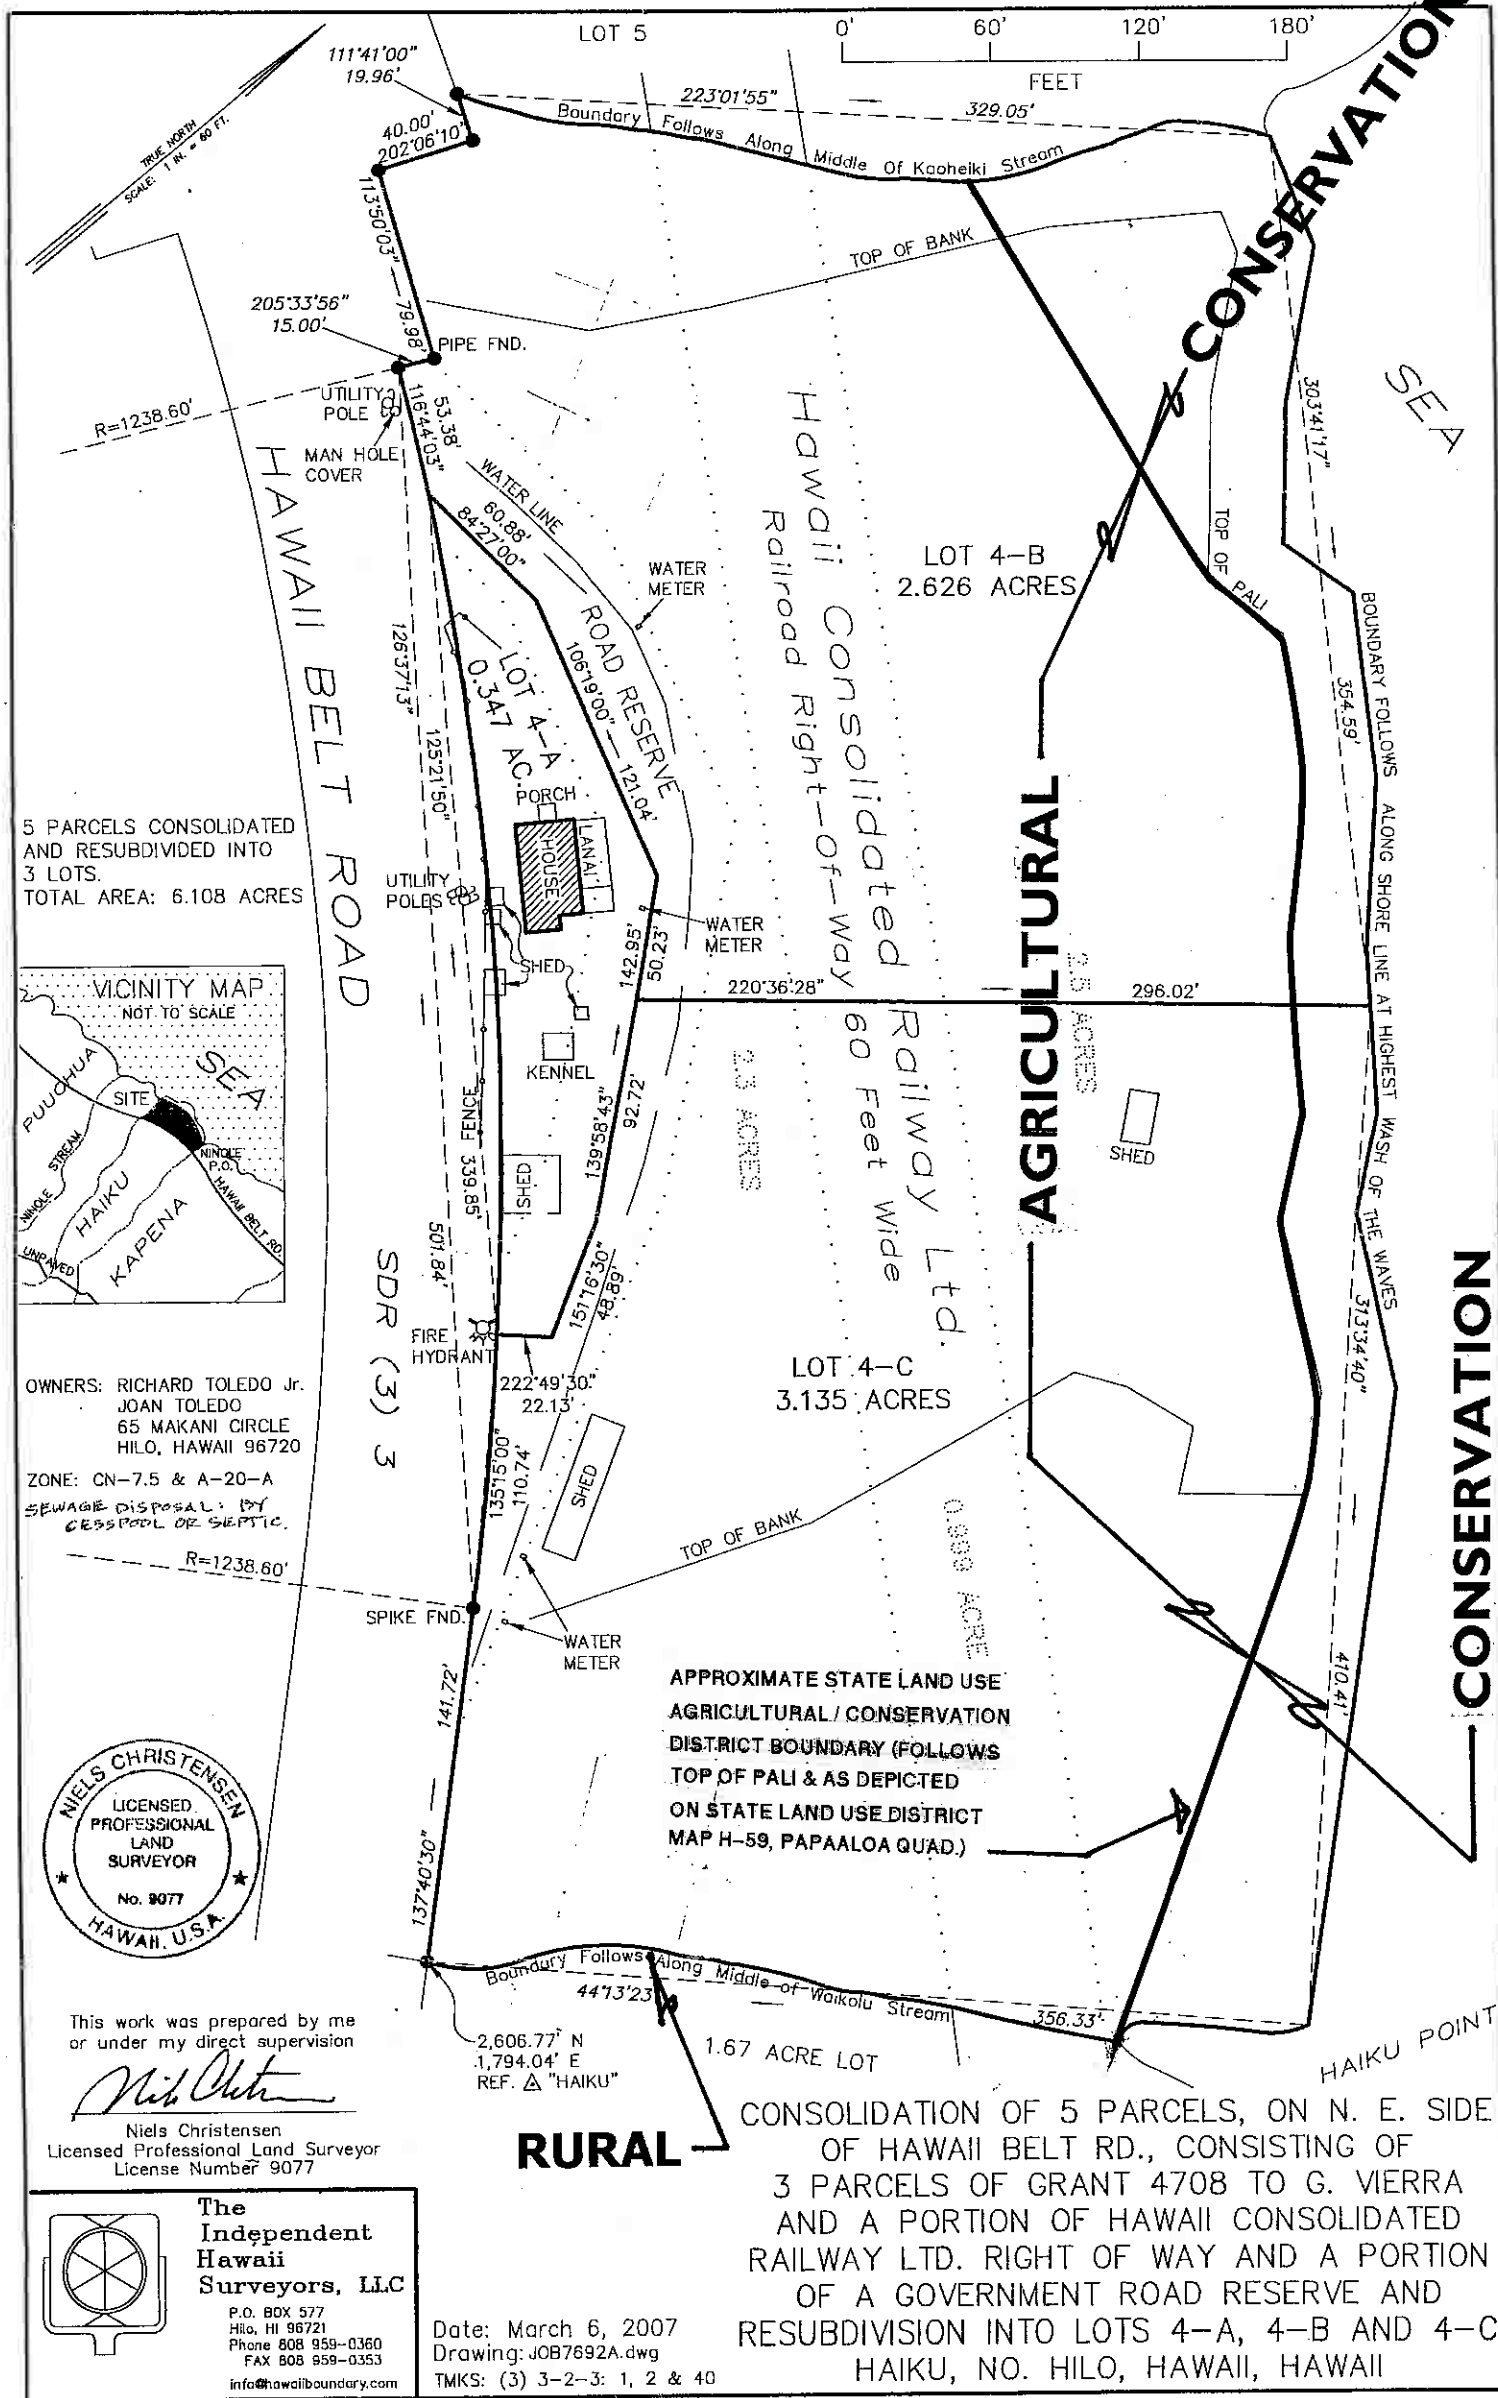 LOT 5
0' 60' 120' 180'
FEET
CONSERVATION
TRUE NORTH
SCALE: 1 IN. = 60 FT.
111°41'00"
19.96'
40.00'
202°06'10"
223°01'55"
329.05'
Boundary Follows Along Middle Of Kaoheiki Stream
113°50'03" — 79.98'
TOP OF BANK
205°33'56"
15.00'
PIPE FND.
UTILITY
POLE
R=1238.60'
MAN HOLE
COVER
116°44'03"
53.38'
WATER LINE
60.88'
84°27'00"
WATER
METER
ROAD RESERVE
106°19'00" — 121.04'
LOT 4-A
0.347 AC.
HAWAII BELT ROAD
126°37'13"
125°21'50"
Hawaii Consolidated Railway Ltd.
Railroad Right-of-Way 60 Feet Wide
LOT 4-B
2.626 ACRES
SEA
303°41'17"
354.59'
TOP OF PALI
BOUNDARY FOLLOWS ALONG SHORE LINE AT HIGHEST WASH OF THE WAVES
5 PARCELS CONSOLIDATED
AND RESUBDIVIDED INTO
3 LOTS.
TOTAL AREA: 6.108 ACRES
PORCH
HOUSE
LANAI
UTILITY
POLES
SHED
WATER
METER
142.95'
50.23'
220°36'28"
296.02'
AGRICULTURAL
2.5 ACRES
2.3 ACRES
KENNEL
139°58'43"
92.72'
FENCE
339.85'
501.84'
SHED
SHED
VICINITY MAP
NOT TO SCALE
SEA
PUUOHUA
SITE
NINOLE
P.O.
NINOLE STREAM
HAIKU
KAPENA
HAWAII BELT RD.
UNPAVED
SDR (3) 3
151°16'30"
48.89'
FIRE
HYDRANT
222°49'30"
22.13'
LOT 4-C
3.135 ACRES
313°34'40"
410.41'
CONSERVATION
OWNERS: RICHARD TOLEDO Jr.
JOAN TOLEDO
65 MAKANI CIRCLE
HILO, HAWAII 96720
ZONE: CN-7.5 & A-20-A
SEWAGE DISPOSAL: BY
CESSPOOL OR SEPTIC.
135°15'00"
110.74'
SHED
TOP OF BANK
0.999 ACRE
R=1238.60'
SPIKE FND.
WATER
METER
141.72'
137°40'30"
APPROXIMATE STATE LAND USE
AGRICULTURAL / CONSERVATION
DISTRICT BOUNDARY (FOLLOWS
TOP OF PALI & AS DEPICTED
ON STATE LAND USE DISTRICT
MAP H-59, PAPAALOA QUAD.)
NIELS CHRISTENSEN
LICENSED
PROFESSIONAL
LAND
SURVEYOR
No. 9077
HAWAII, U.S.A.
Boundury Follows Along Middle of Waikolu Stream
44°13'23"
356.33'
This work was prepared by me
or under my direct supervision
Niels Christensen
Licensed Professional Land Surveyor
License Number 9077
2,606.77' N
1,794.04' E
REF. △ "HAIKU"
1.67 ACRE LOT
HAIKU POINT
RURAL
CONSOLIDATION OF 5 PARCELS, ON N. E. SIDE
OF HAWAII BELT RD., CONSISTING OF
3 PARCELS OF GRANT 4708 TO G. VIERRA
AND A PORTION OF HAWAII CONSOLIDATED
RAILWAY LTD. RIGHT OF WAY AND A PORTION
OF A GOVERNMENT ROAD RESERVE AND
RESUBDIVISION INTO LOTS 4-A, 4-B AND 4-C
HAIKU, NO. HILO, HAWAII, HAWAII
The
Independent
Hawaii
Surveyors, LLC
P.O. BOX 577
Hilo, HI 96721
Phone 808 959-0360
FAX 808 959-0353
info@hawaiiboundary.com
Date: March 6, 2007
Drawing: JOB7692A.dwg
TMKS: (3) 3-2-3: 1, 2 & 40